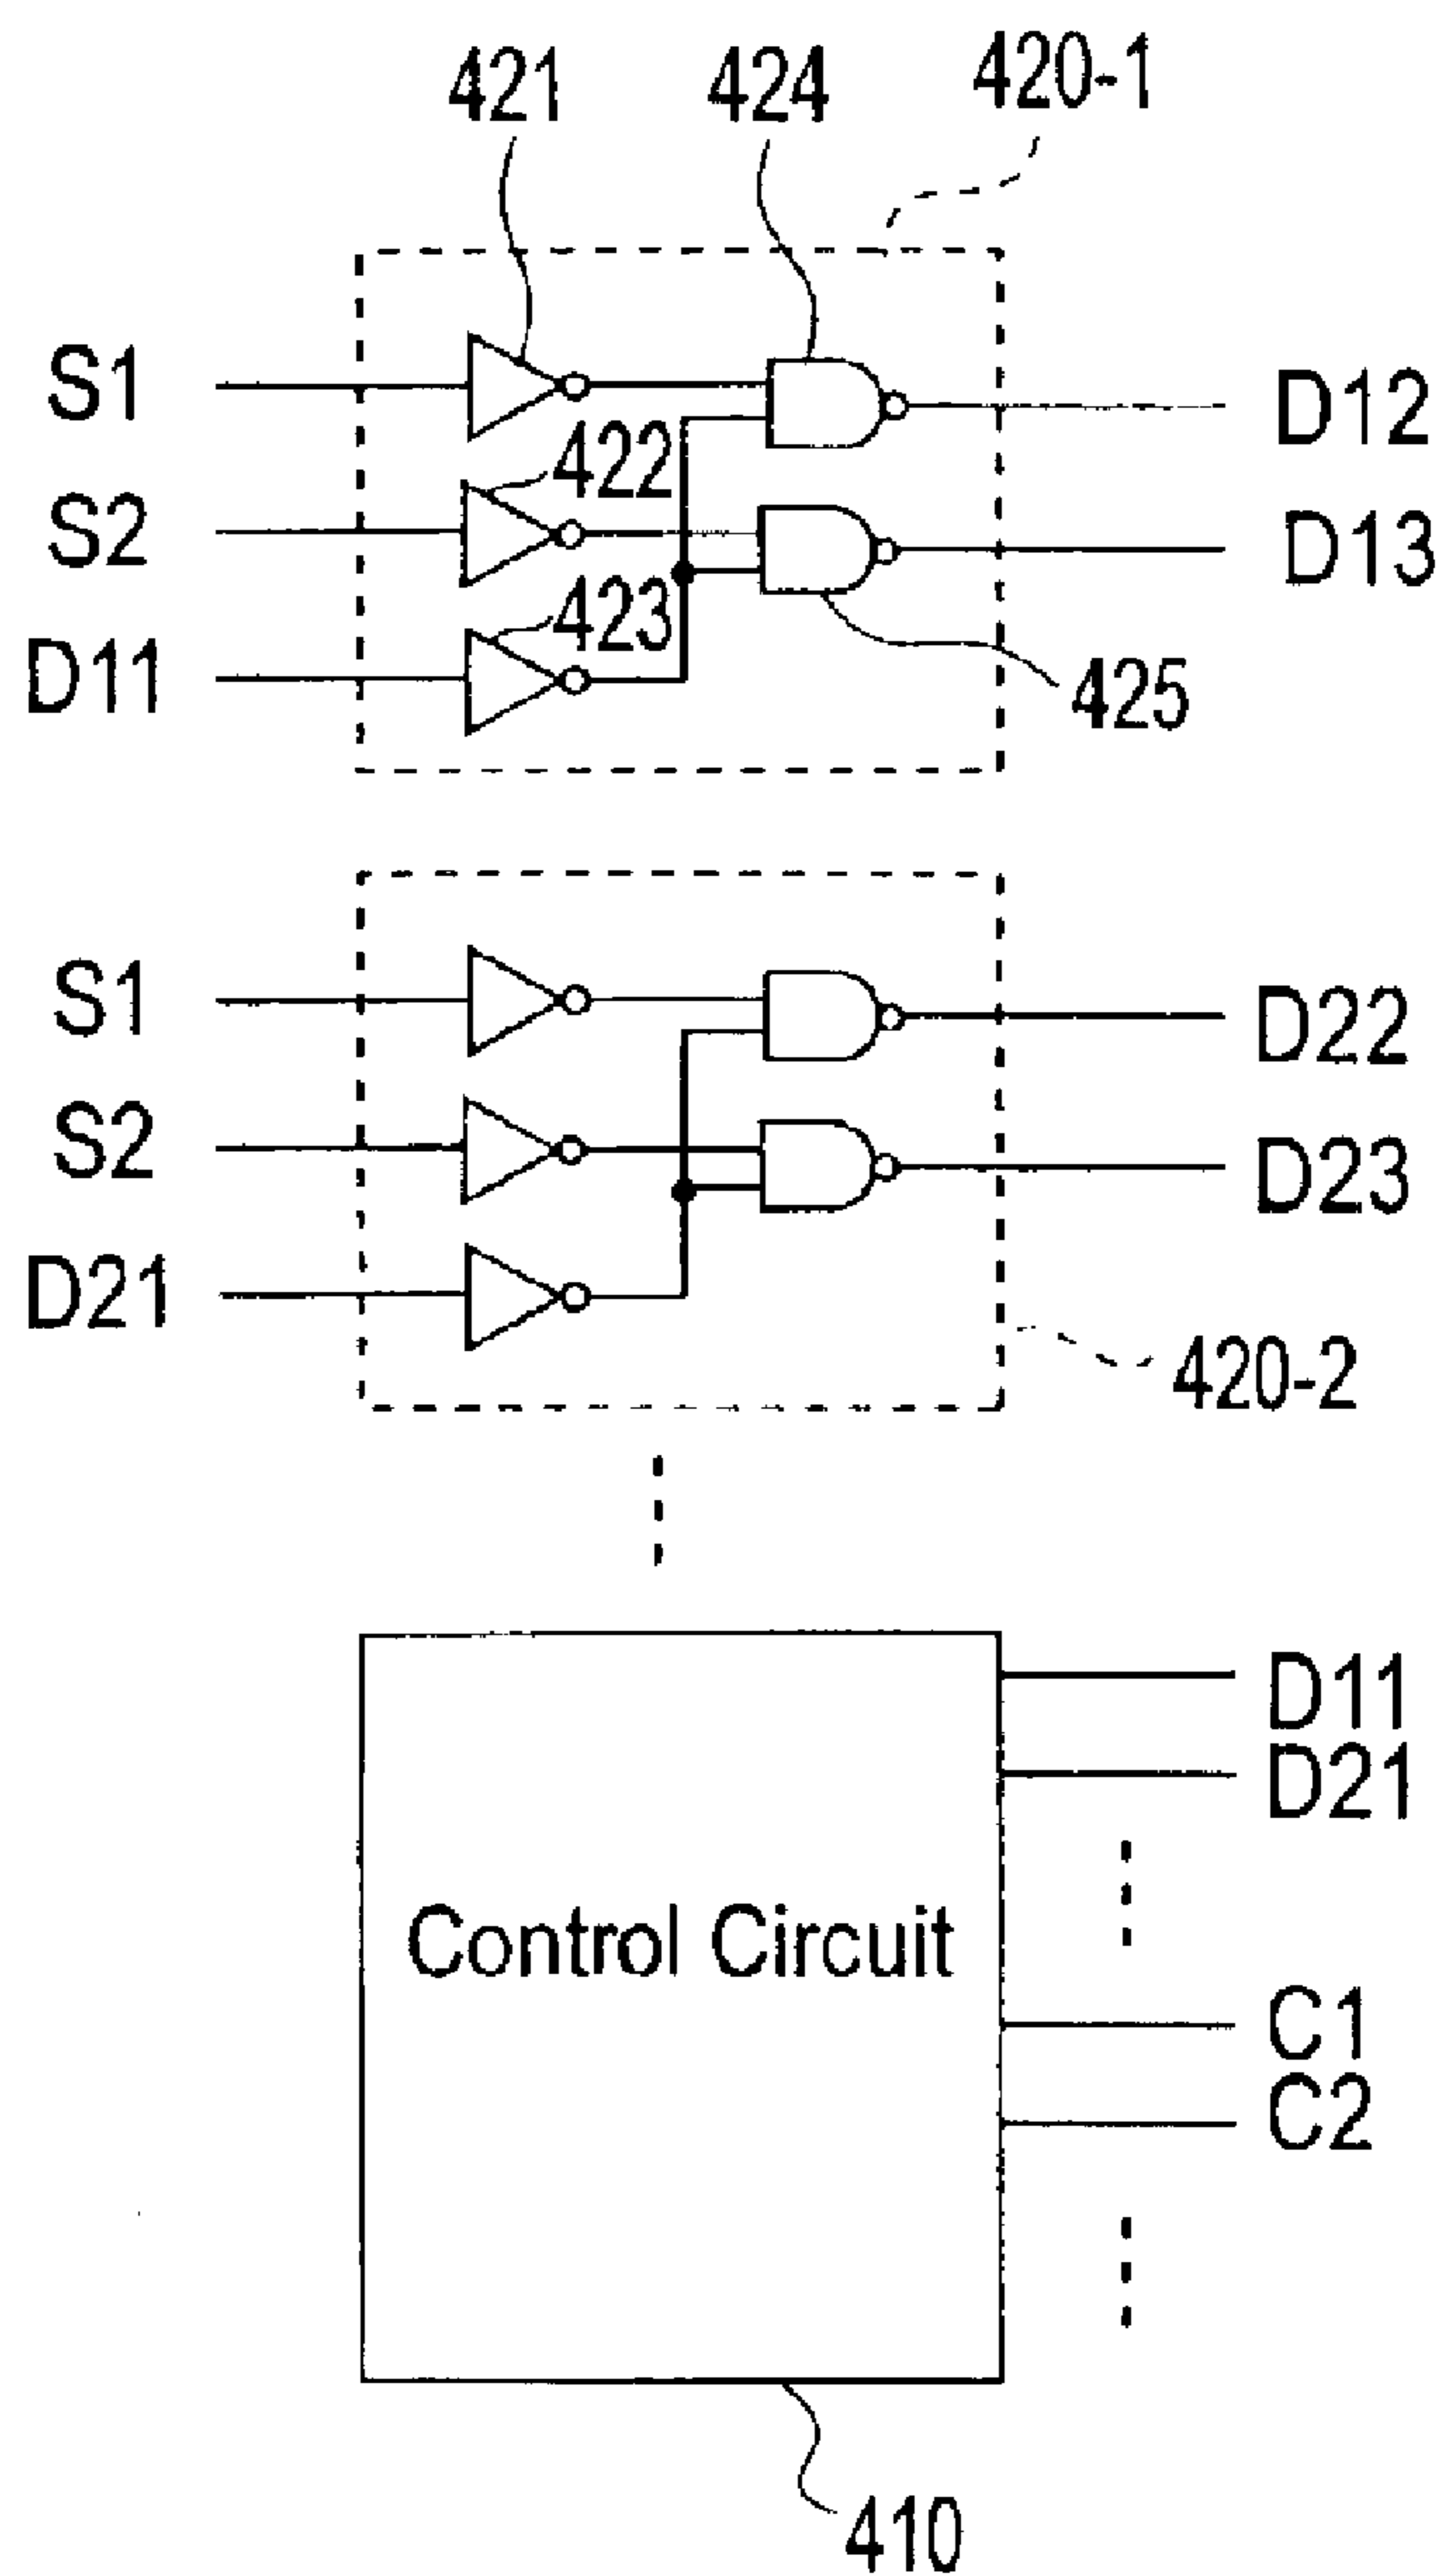 421
424
420-1
S1
422
D12
S2
D13
423
D11
425
S1
D22
S2
D23
D21
420-2
D11
D21
Control Circuit
C1
C2
410